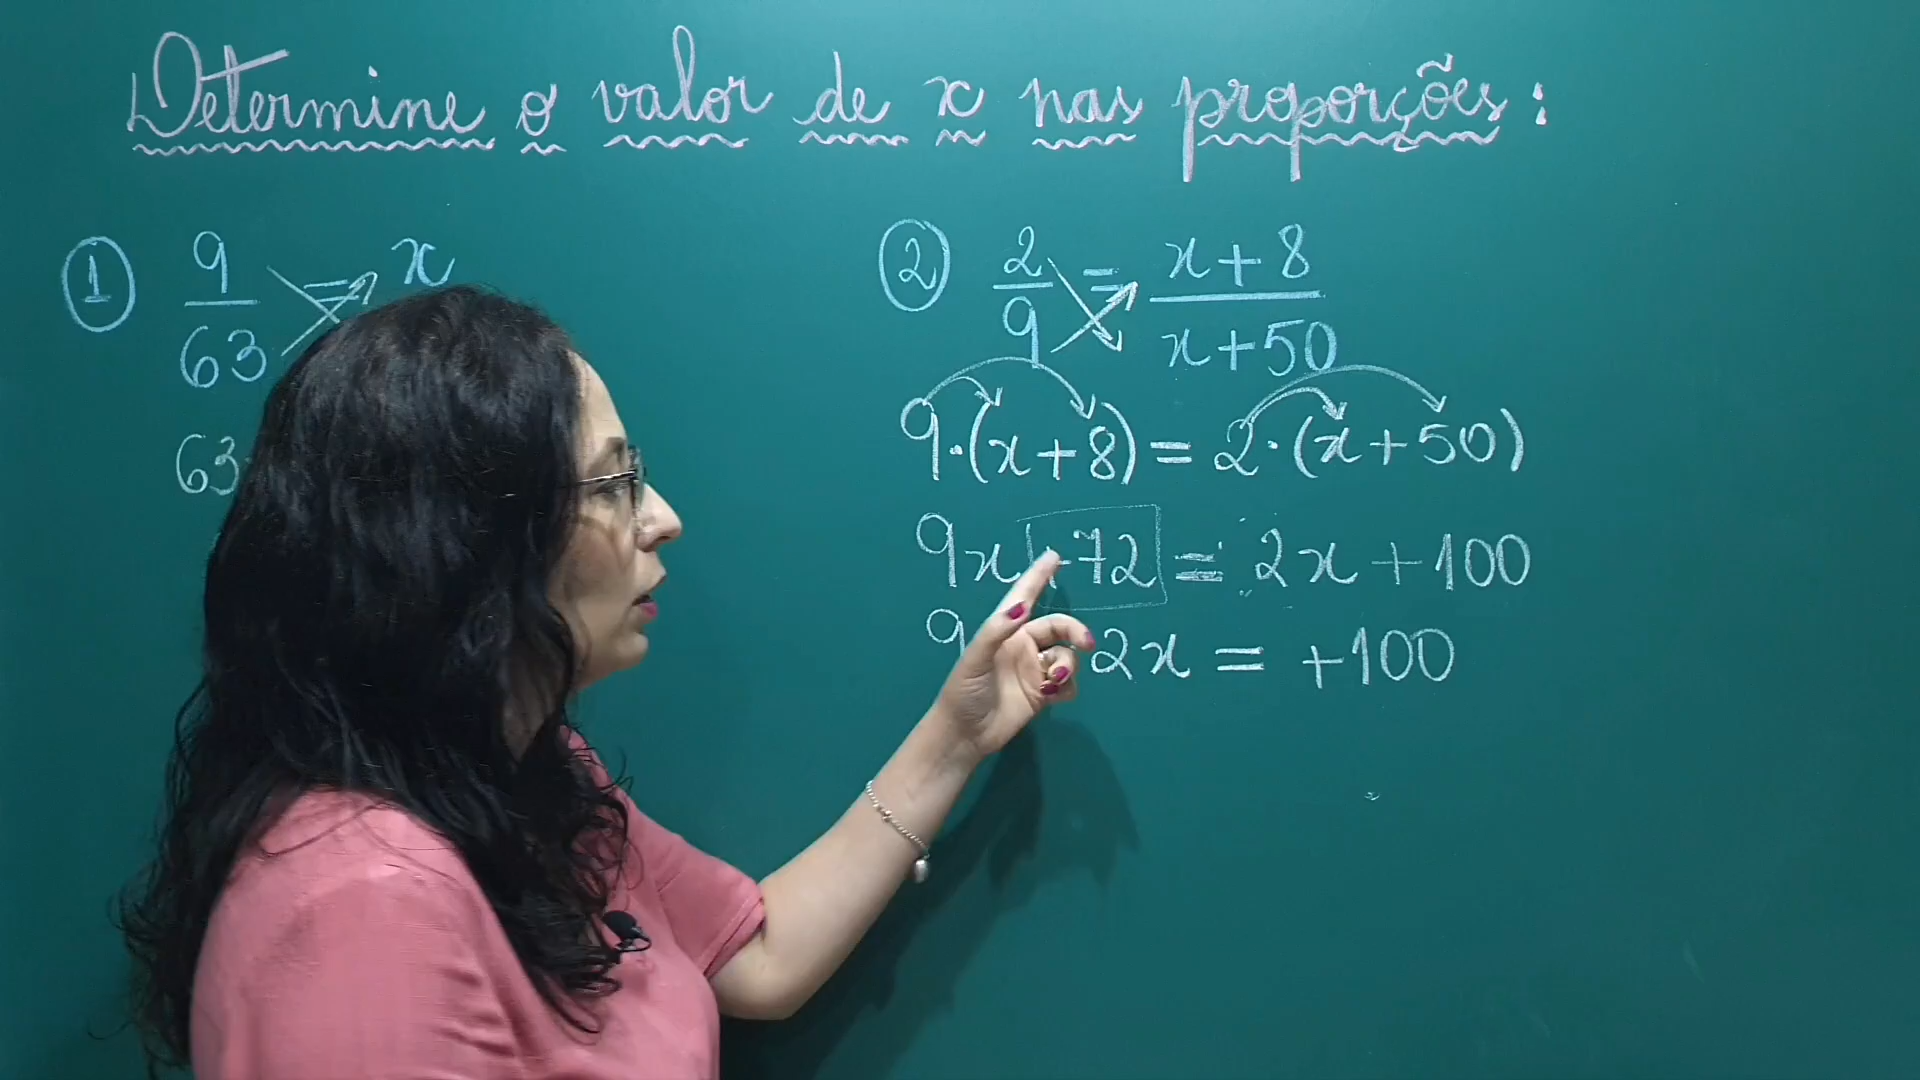 Determine o valor de x nas proporções:
1
9 = x
63
63.
2
2 = x + 8
9 x + 50
9.(x + 8) = 2.(x + 50)
9x + 72 = 2x + 100
9 2x = +100